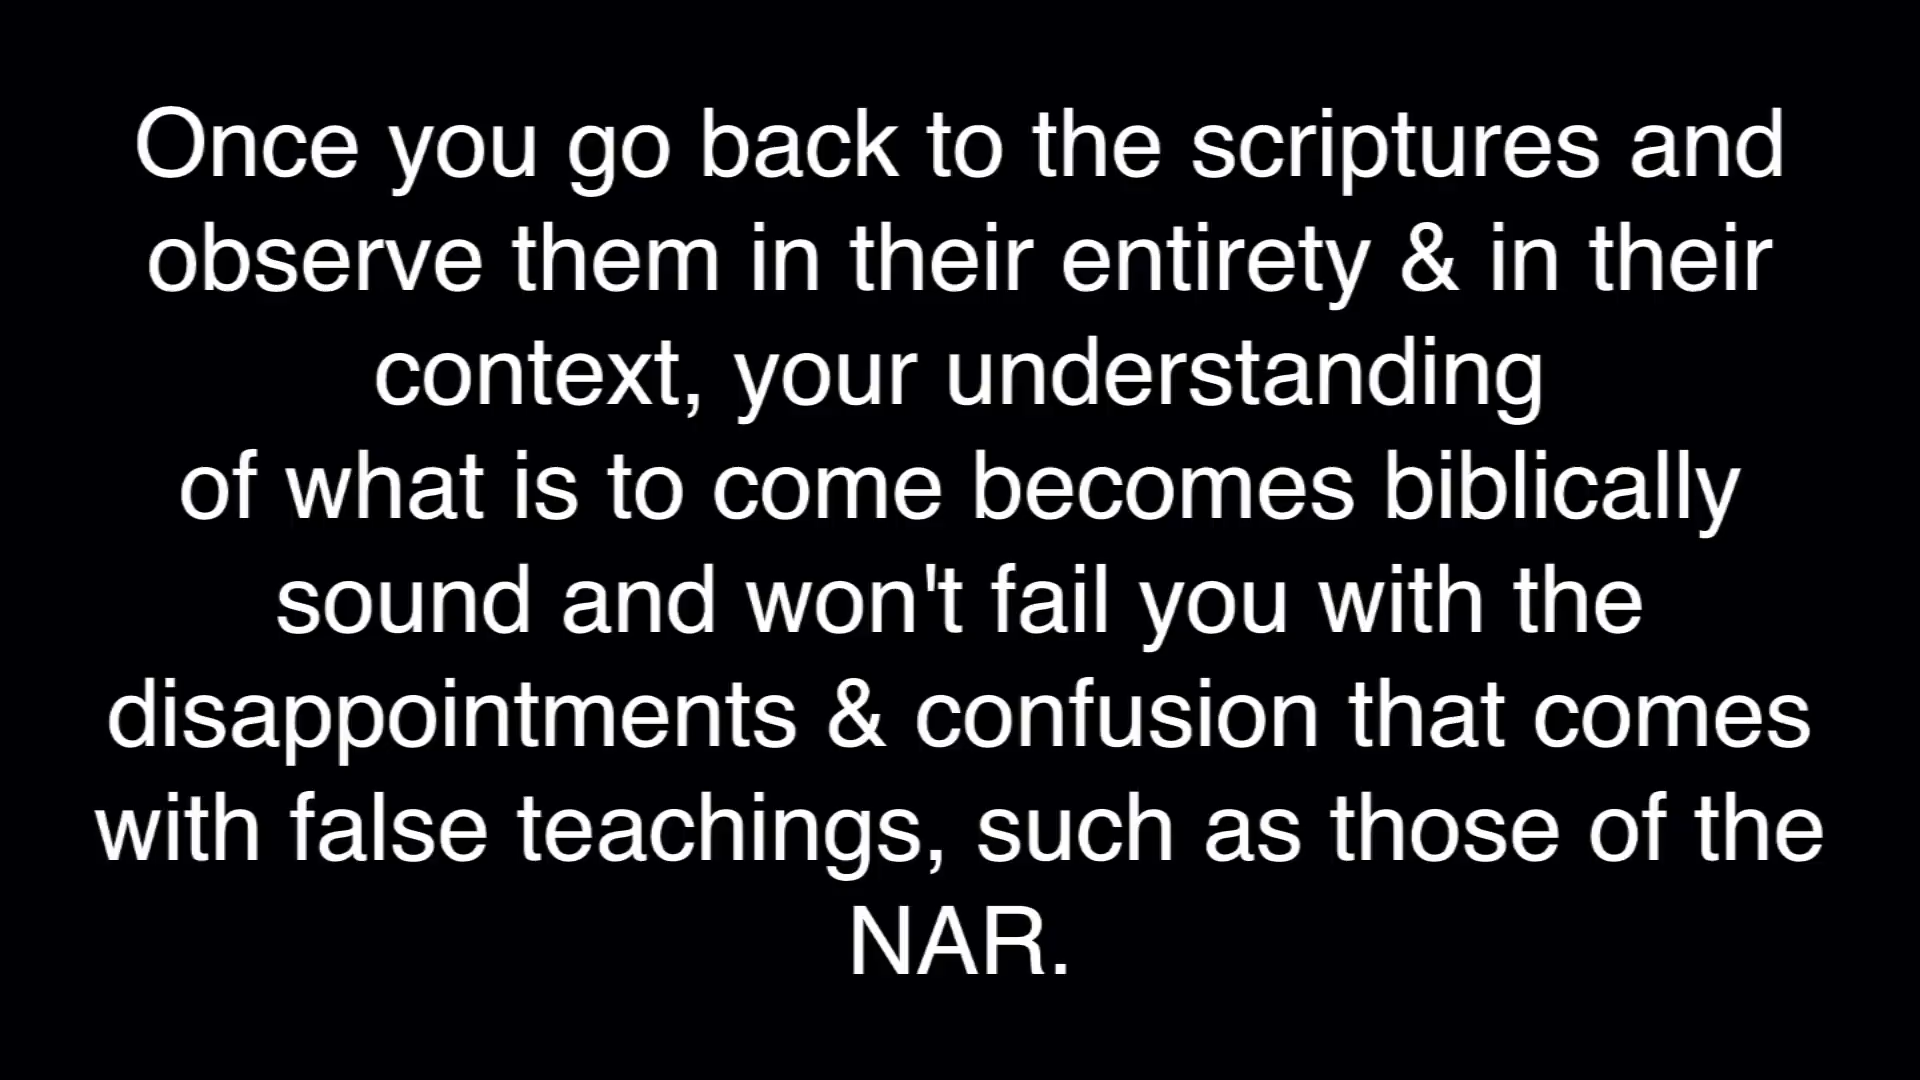 Once you go back to the scriptures and
observe them in their entirety & in their
context, your understanding
of what is to come becomes biblically
sound and won't fail you with the
disappointments & confusion that comes
with false teachings, such as those of the
NAR.